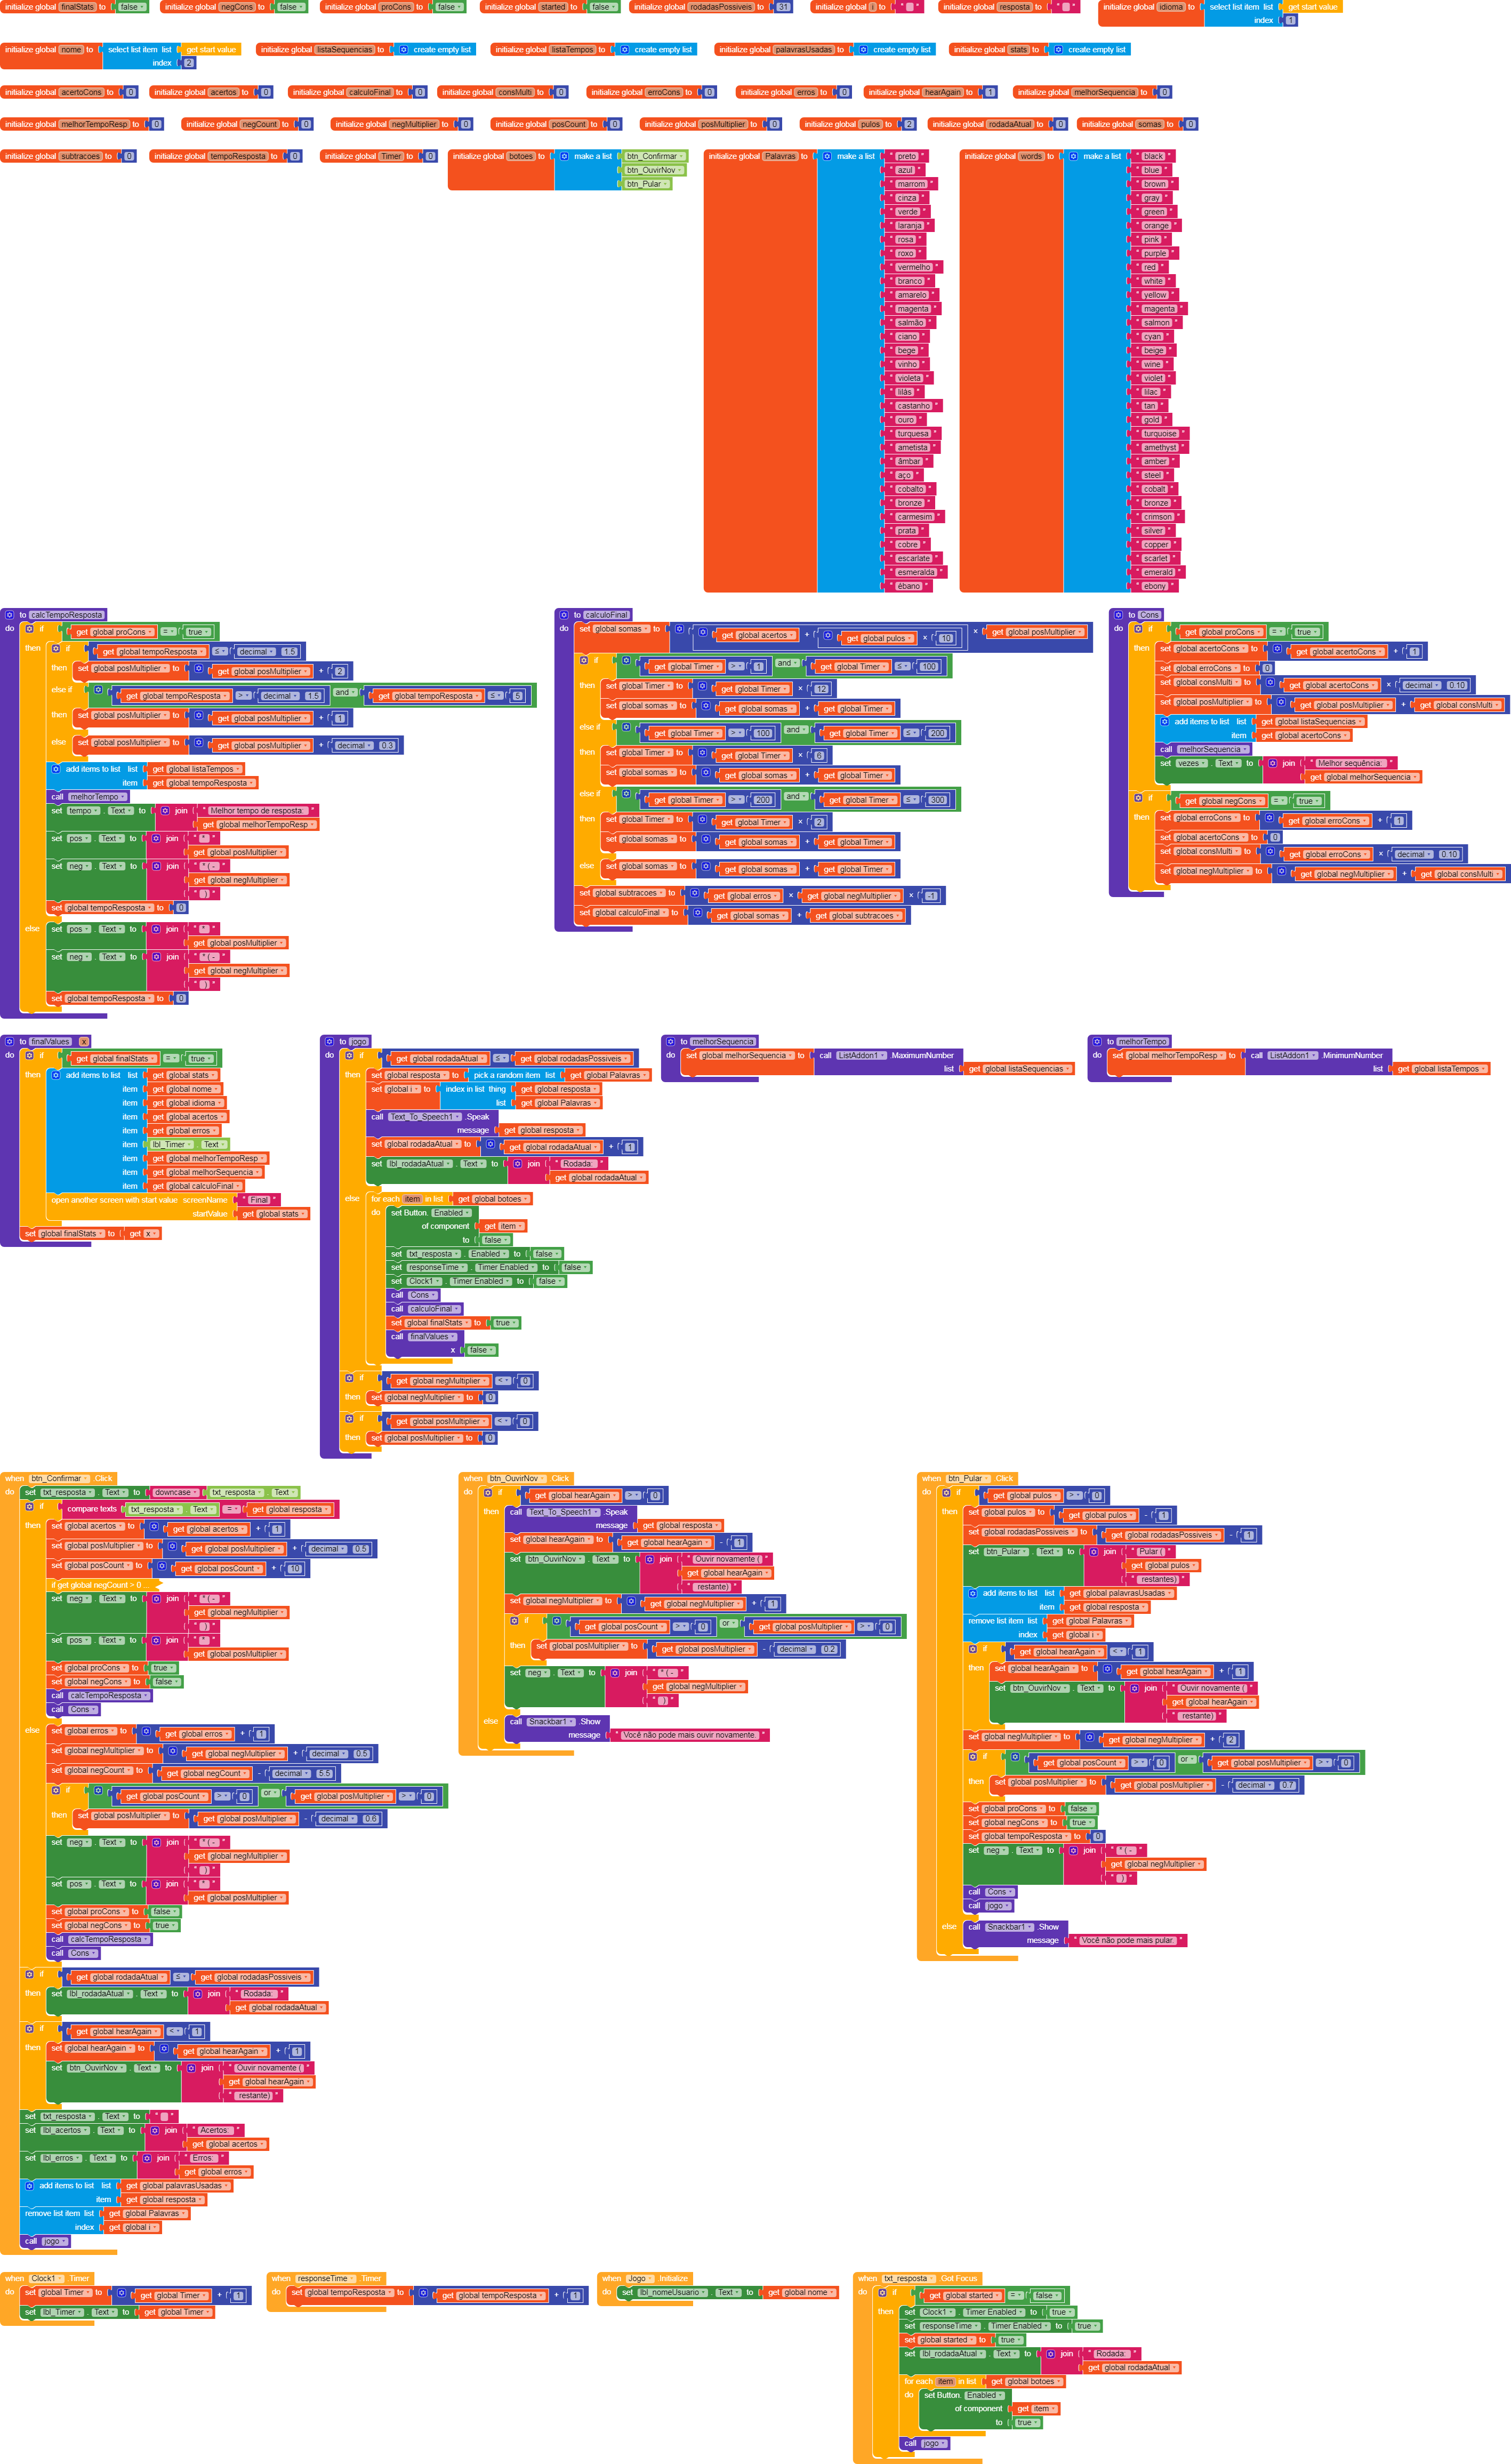 initialize global finalStats to false initialize global negCons to false initialize global proCons to false initialize global started to false initialize global rodadasPossiveis to 31 initialize global i to " " initialize global resposta to " " initialize global idioma to select list item list get start value
index 1
initialize global nome to select list item list get start value initialize global listaSequencias to create empty list initialize global listaTempos to create empty list initialize global palavrasUsadas to create empty list initialize global stats to create empty list
index 2
initialize global acertoCons to 0 initialize global acertos to 0 initialize global calculoFinal to 0 initialize global consMulti to 0 initialize global erroCons to 0 initialize global erros to 0 initialize global hearAgain to 1 initialize global melhorSequencia to 0
initialize global melhorTempoResp to 0 initialize global negCount to 0 initialize global negMultiplier to 0 initialize global posCount to 0 initialize global posMultiplier to 0 initialize global pulos to 2 initialize global rodadaAtual to 0 initialize global somas to 0
initialize global subtracoes to 0 initialize global tempoResposta to 0 initialize global Timer to 0
initialize global botoes to make a list btn_Confirmar
btn_OuvirNov
btn_Pular
initialize global Palavras to make a list " preto "
" azul "
" marrom "
" cinza "
" verde "
" laranja "
" rosa "
" roxo "
" vermelho "
" branco "
" amarelo "
" magenta "
" salmão "
" ciano "
" bege "
" vinho "
" violeta "
" lilás "
" castanho "
" ouro "
" turquesa "
" ametista "
" âmbar "
" aço "
" cobalto "
" bronze "
" carmesim "
" prata "
" cobre "
" escarlate "
" esmeralda "
" ébano "
initialize global words to make a list " black "
" blue "
" brown "
" gray "
" green "
" orange "
" pink "
" purple "
" red "
" white "
" yellow "
" magenta "
" salmon "
" cyan "
" beige "
" wine "
" violet "
" lilac "
" tan "
" gold "
" turquoise "
" amethyst "
" amber "
" steel "
" cobalt "
" bronze "
" crimson "
" silver "
" copper "
" scarlet "
" emerald "
" ebony "
to calcTempoResposta
do if get global proCons = true
then if get global tempoResposta ≤ decimal 1.5
then set global posMultiplier to get global posMultiplier + 2
else if get global tempoResposta > decimal 1.5 and get global tempoResposta ≤ 5
then set global posMultiplier to get global posMultiplier + 1
else set global posMultiplier to get global posMultiplier + decimal 0.3
add items to list list get global listaTempos
item get global tempoResposta
call melhorTempo
set tempo . Text to join " Melhor tempo de resposta: "
get global melhorTempoResp
set pos . Text to join " * "
get global posMultiplier
set neg . Text to join " * ( - "
get global negMultiplier
" ) "
set global tempoResposta to 0
else set pos . Text to join " * "
get global posMultiplier
set neg . Text to join " * ( - "
get global negMultiplier
" ) "
set global tempoResposta to 0
to calculoFinal
do set global somas to get global acertos + get global pulos × 10 × get global posMultiplier
if get global Timer > 1 and get global Timer ≤ 100
then set global Timer to get global Timer × 12
set global somas to get global somas + get global Timer
else if get global Timer > 100 and get global Timer ≤ 200
then set global Timer to get global Timer × 6
set global somas to get global somas + get global Timer
else if get global Timer > 200 and get global Timer ≤ 300
then set global Timer to get global Timer × 2
set global somas to get global somas + get global Timer
else set global somas to get global somas + get global Timer
set global subtracoes to get global erros × get global negMultiplier × -1
set global calculoFinal to get global somas + get global subtracoes
to Cons
do if get global proCons = true
then set global acertoCons to get global acertoCons + 1
set global erroCons to 0
set global consMulti to get global acertoCons × decimal 0.10
set global posMultiplier to get global posMultiplier + get global consMulti
add items to list list get global listaSequencias
item get global acertoCons
call melhorSequencia
set vezes . Text to join " Melhor sequência: "
get global melhorSequencia
if get global negCons = true
then set global erroCons to get global erroCons + 1
set global acertoCons to 0
set global consMulti to get global erroCons × decimal 0.10
set global negMultiplier to get global negMultiplier + get global consMulti
to finalValues x
do if get global finalStats = true
then add items to list list get global stats
item get global nome
item get global idioma
item get global acertos
item get global erros
item lbl_Timer . Text
item get global melhorTempoResp
item get global melhorSequencia
item get global calculoFinal
open another screen with start value screenName " Final "
startValue get global stats
set global finalStats to get x
to jogo
do if get global rodadaAtual ≤ get global rodadasPossiveis
then set global resposta to pick a random item list get global Palavras
set global i to index in list thing get global resposta
list get global Palavras
call Text_To_Speech1 .Speak
message get global resposta
set global rodadaAtual to get global rodadaAtual + 1
set lbl_rodadaAtual . Text to join " Rodada: "
get global rodadaAtual
else for each item in list get global botoes
do set Button. Enabled
of component get item
to false
set txt_resposta . Enabled to false
set responseTime . Timer Enabled to false
set Clock1 . Timer Enabled to false
call Cons
call calculoFinal
set global finalStats to true
call finalValues
x false
if get global negMultiplier < 0
then set global negMultiplier to 0
if get global posMultiplier < 0
then set global posMultiplier to 0
to melhorSequencia
do set global melhorSequencia to call ListAddon1 .MaximumNumber
list get global listaSequencias
to melhorTempo
do set global melhorTempoResp to call ListAddon1 .MinimumNumber
list get global listaTempos
when btn_Confirmar .Click
do set txt_resposta . Text to downcase txt_resposta . Text
if compare texts txt_resposta . Text = get global resposta
then set global acertos to get global acertos + 1
set global posMultiplier to get global posMultiplier + decimal 0.5
set global posCount to get global posCount + 10
if get global negCount > 0 ...
set neg . Text to join " * ( - "
get global negMultiplier
" ) "
set pos . Text to join " * "
get global posMultiplier
set global proCons to true
set global negCons to false
call calcTempoResposta
call Cons
else set global erros to get global erros + 1
set global negMultiplier to get global negMultiplier + decimal 0.5
set global negCount to get global negCount - decimal 5.5
if get global posCount > 0 or get global posMultiplier > 0
then set global posMultiplier to get global posMultiplier - decimal 0.6
set neg . Text to join " * ( - "
get global negMultiplier
" ) "
set pos . Text to join " * "
get global posMultiplier
set global proCons to false
set global negCons to true
call calcTempoResposta
call Cons
if get global rodadaAtual ≤ get global rodadasPossiveis
then set lbl_rodadaAtual . Text to join " Rodada: "
get global rodadaAtual
if get global hearAgain < 1
then set global hearAgain to get global hearAgain + 1
set btn_OuvirNov . Text to join " Ouvir novamente ( "
get global hearAgain
" restante) "
set txt_resposta . Text to " "
set lbl_acertos . Text to join " Acertos: "
get global acertos
set lbl_erros . Text to join " Erros: "
get global erros
add items to list list get global palavrasUsadas
item get global resposta
remove list item list get global Palavras
index get global i
call jogo
when btn_OuvirNov .Click
do if get global hearAgain > 0
then call Text_To_Speech1 .Speak
message get global resposta
set global hearAgain to get global hearAgain - 1
set btn_OuvirNov . Text to join " Ouvir novamente ( "
get global hearAgain
" restante) "
set global negMultiplier to get global negMultiplier + 1
if get global posCount > 0 or get global posMultiplier > 0
then set global posMultiplier to get global posMultiplier - decimal 0.2
set neg . Text to join " * ( - "
get global negMultiplier
" ) "
else call Snackbar1 .Show
message " Você não pode mais ouvir novamente. "
when btn_Pular .Click
do if get global pulos > 0
then set global pulos to get global pulos - 1
set global rodadasPossiveis to get global rodadasPossiveis - 1
set btn_Pular . Text to join " Pular ( "
get global pulos
" restantes) "
add items to list list get global palavrasUsadas
item get global resposta
remove list item list get global Palavras
index get global i
if get global hearAgain < 1
then set global hearAgain to get global hearAgain + 1
set btn_OuvirNov . Text to join " Ouvir novamente ( "
get global hearAgain
" restante) "
set global negMultiplier to get global negMultiplier + 2
if get global posCount > 0 or get global posMultiplier > 0
then set global posMultiplier to get global posMultiplier - decimal 0.7
set global proCons to false
set global negCons to true
set global tempoResposta to 0
set neg . Text to join " * ( - "
get global negMultiplier
" ) "
call Cons
call jogo
else call Snackbar1 .Show
message " Você não pode mais pular. "
when Clock1 .Timer
do set global Timer to get global Timer + 1
set lbl_Timer . Text to get global Timer
when responseTime .Timer
do set global tempoResposta to get global tempoResposta + 1
when Jogo .Initialize
do set lbl_nomeUsuario . Text to get global nome
when txt_resposta .Got Focus
do if get global started = false
then set Clock1 . Timer Enabled to true
set responseTime . Timer Enabled to true
set global started to true
set lbl_rodadaAtual . Text to join " Rodada: "
get global rodadaAtual
for each item in list get global botoes
do set Button. Enabled
of component get item
to true
call jogo